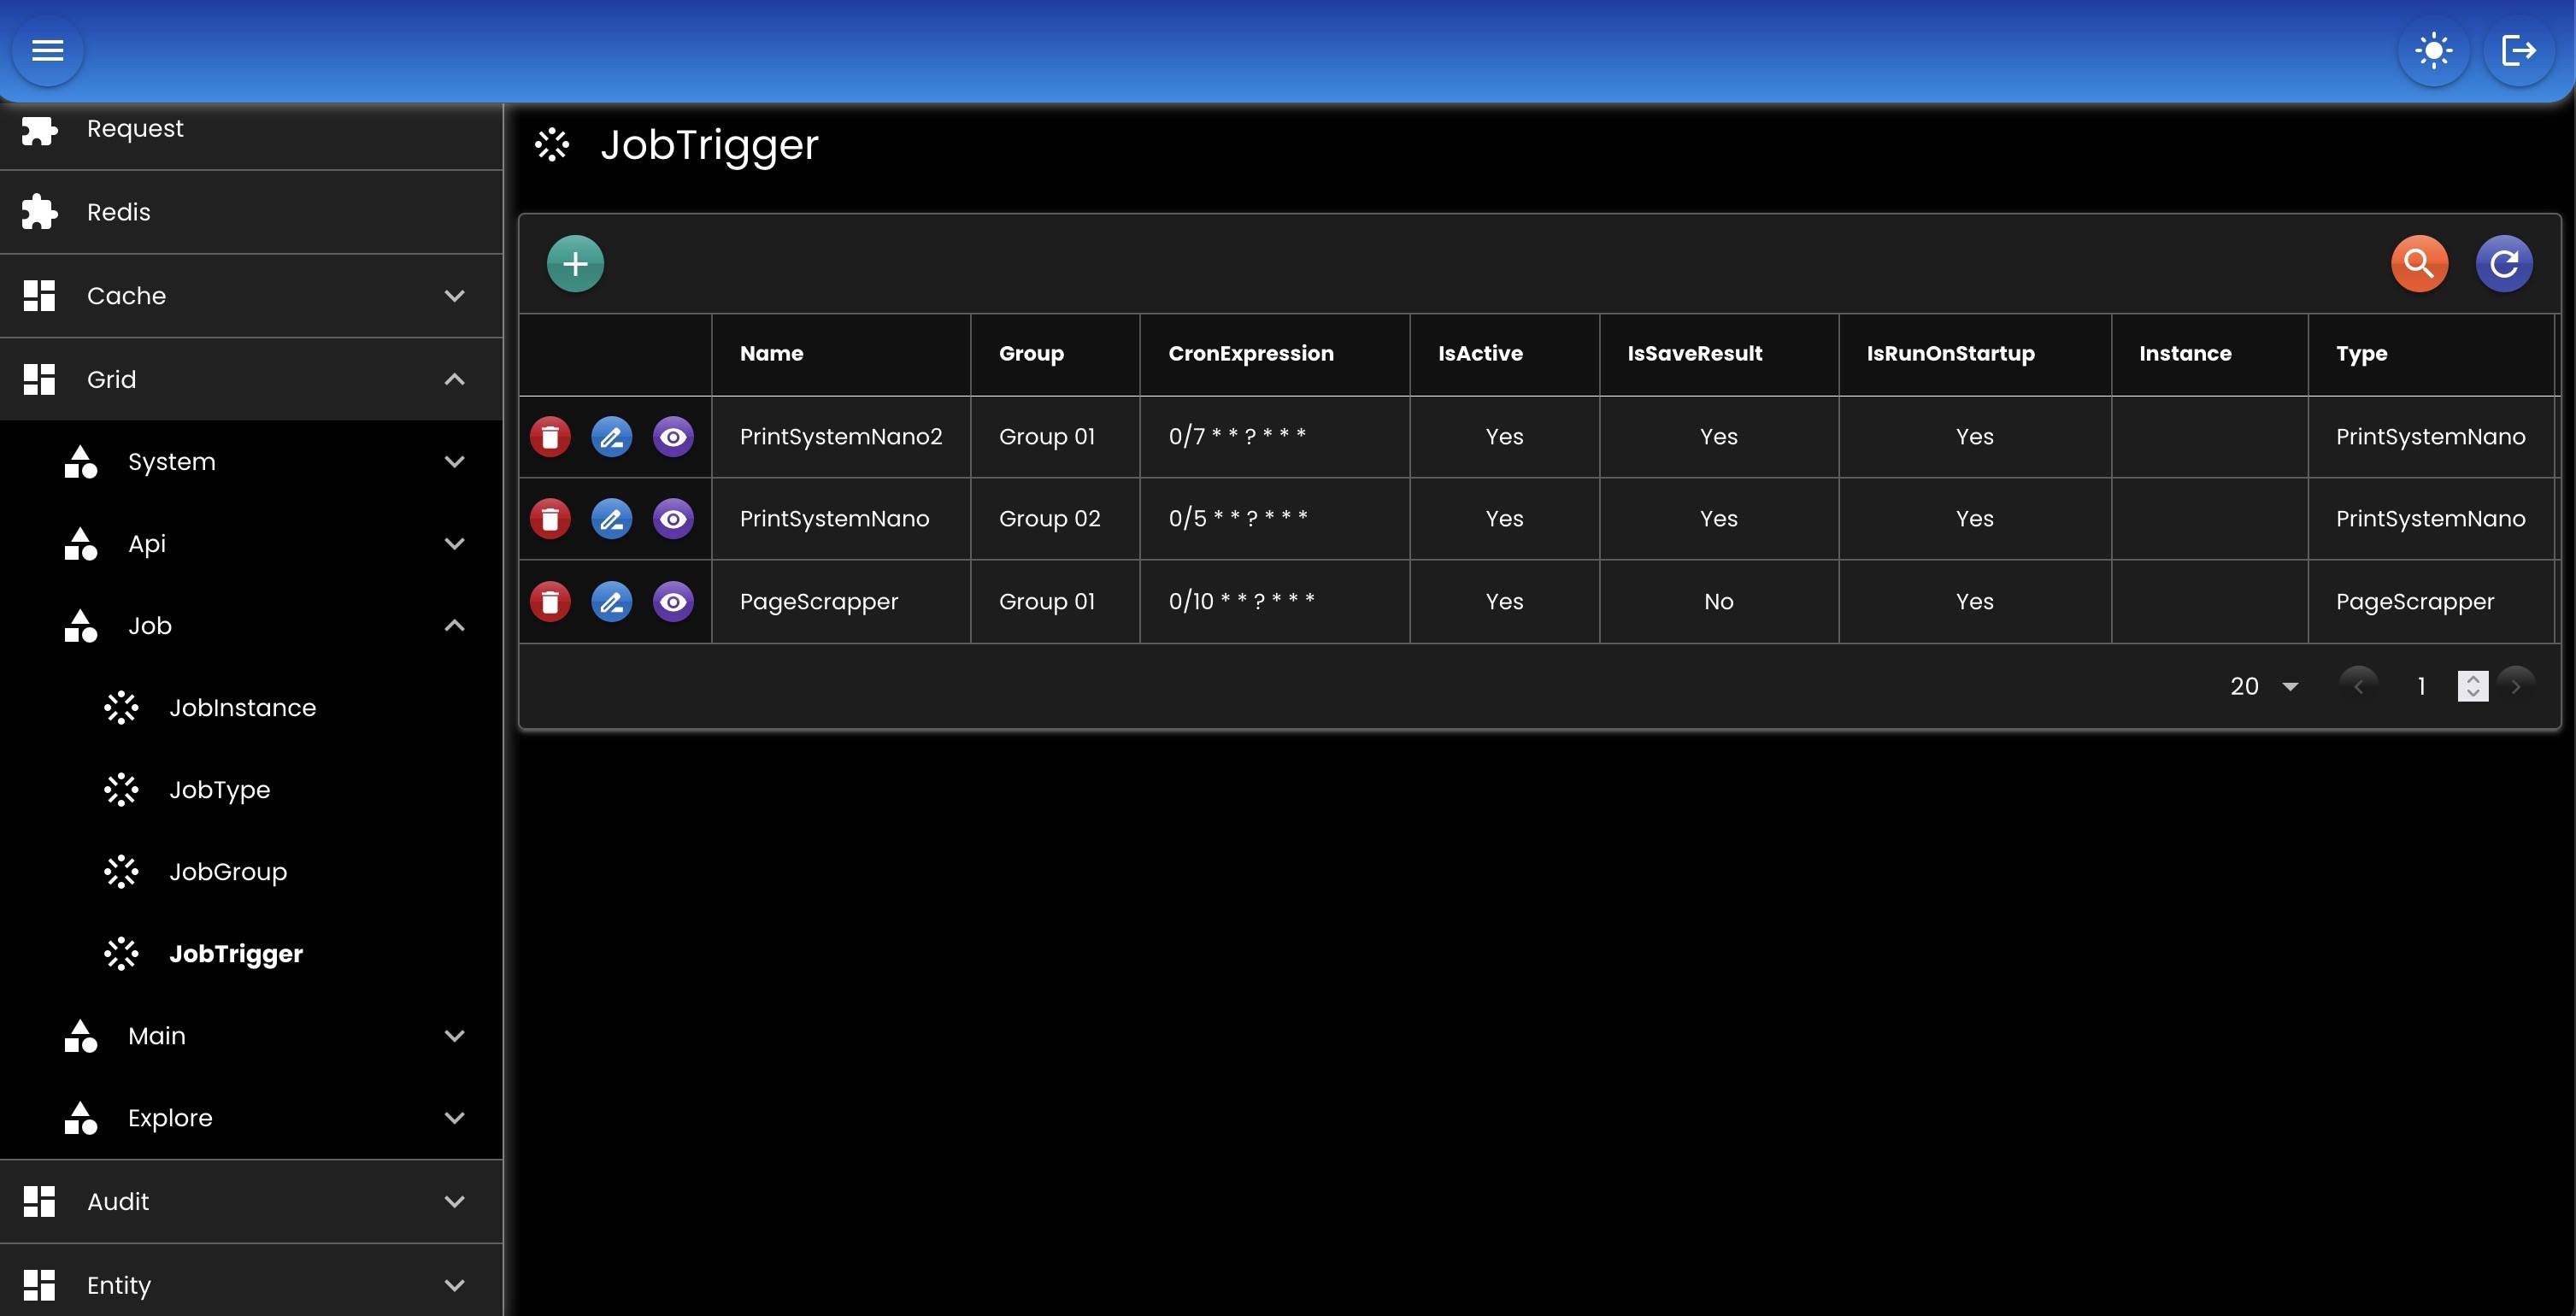 Request
Redis
Cache
Grid
System
Api
Job
JobInstance
JobType
JobGroup
JobTrigger
Main
Explore
Audit
Entity
JobTrigger
Name Group CronExpression IsActive IsSaveResult IsRunOnStartup Instance Type
PrintSystemNano2 Group 01 0/7 * * ? * * * Yes Yes Yes PrintSystemNano
PrintSystemNano Group 02 0/5 * * ? * * * Yes Yes Yes PrintSystemNano
PageScrapper Group 01 0/10 * * ? * * * Yes No Yes PageScrapper
20 1